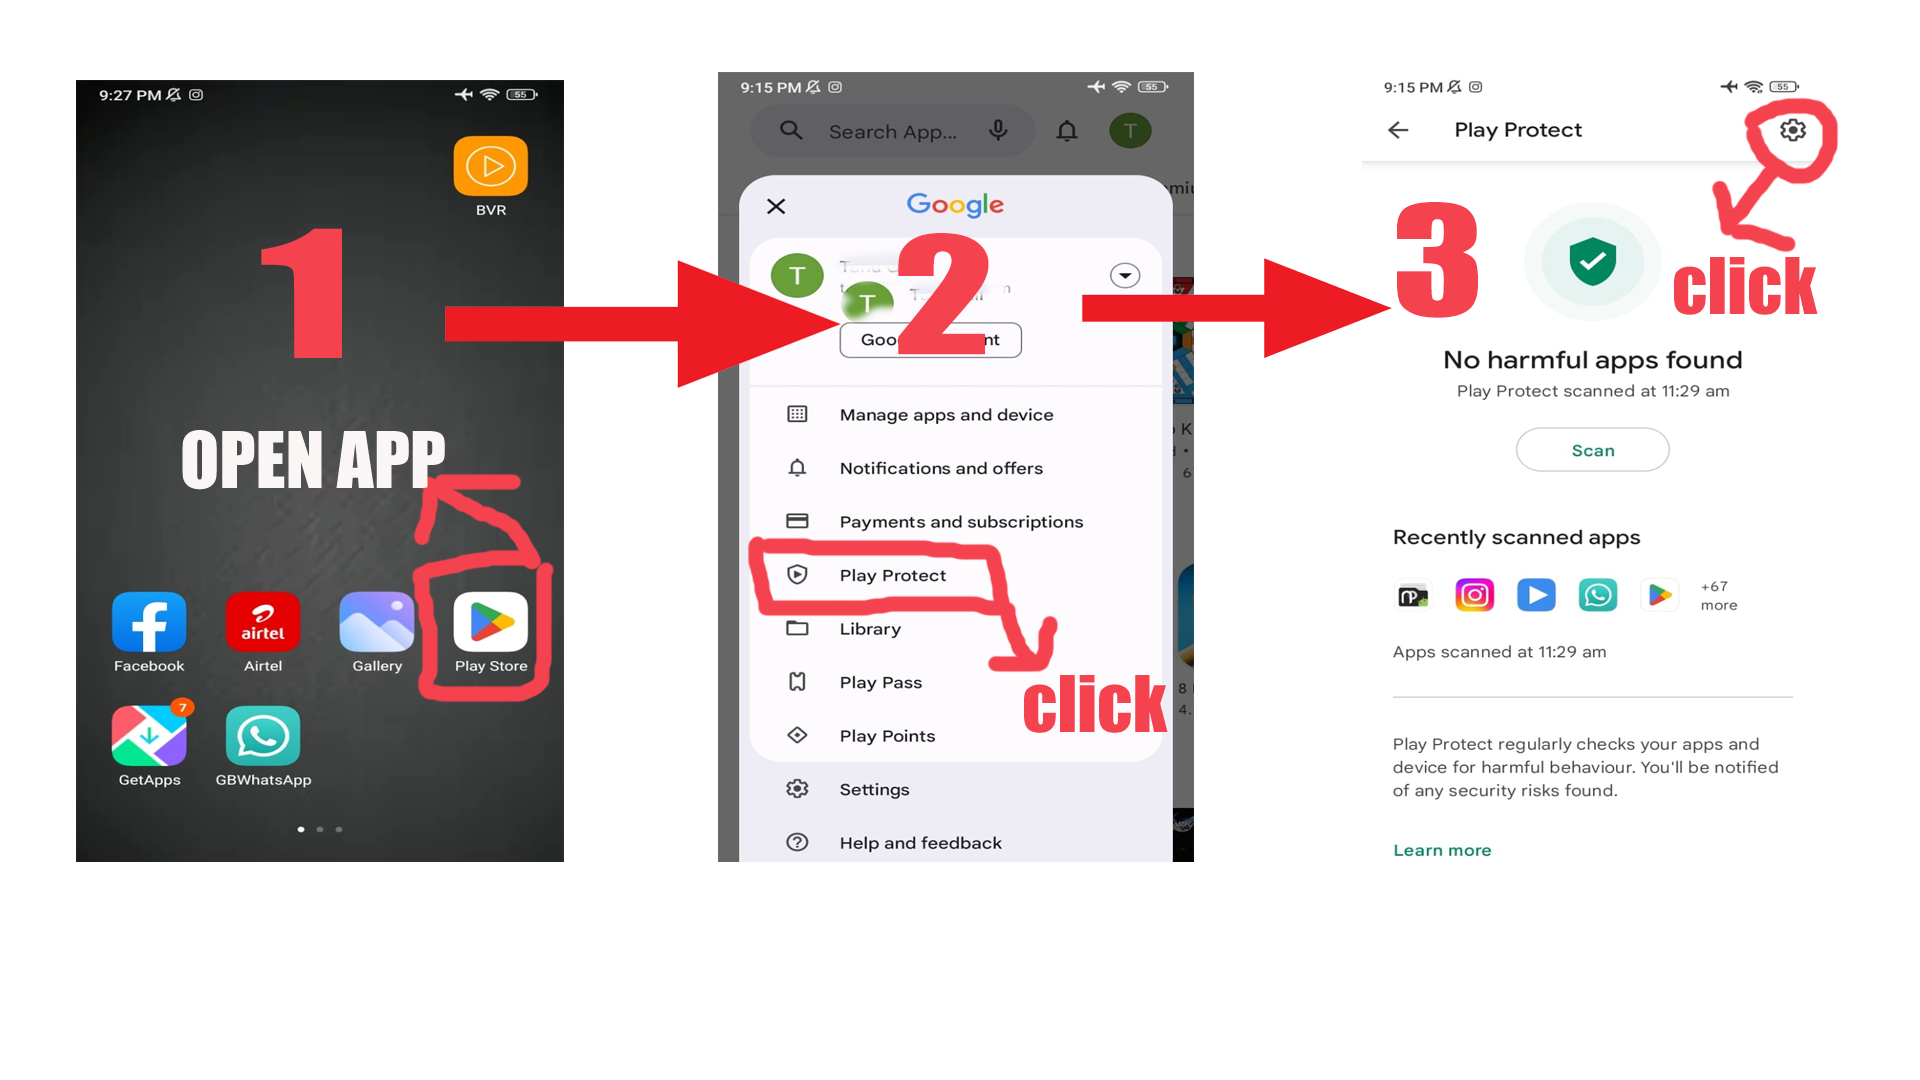 9:27 PM
55
BVR
1
OPEN APP
Facebook
airtel
Airtel
Gallery
Play Store
7
GetApps
GBWhatsApp
9:15 PM
55
Search App...
T
Google
T
T
2
Manage apps and device
Notifications and offers
Payments and subscriptions
Play Protect
Library
Play Pass
click
Play Points
Settings
Help and feedback
9:15 PM
55
Play Protect
3
click
No harmful apps found
Play Protect scanned at 11:29 am
Scan
Recently scanned apps
+67
more
Apps scanned at 11:29 am
Play Protect regularly checks your apps and
device for harmful behaviour. You'll be notified
of any security risks found.
Learn more